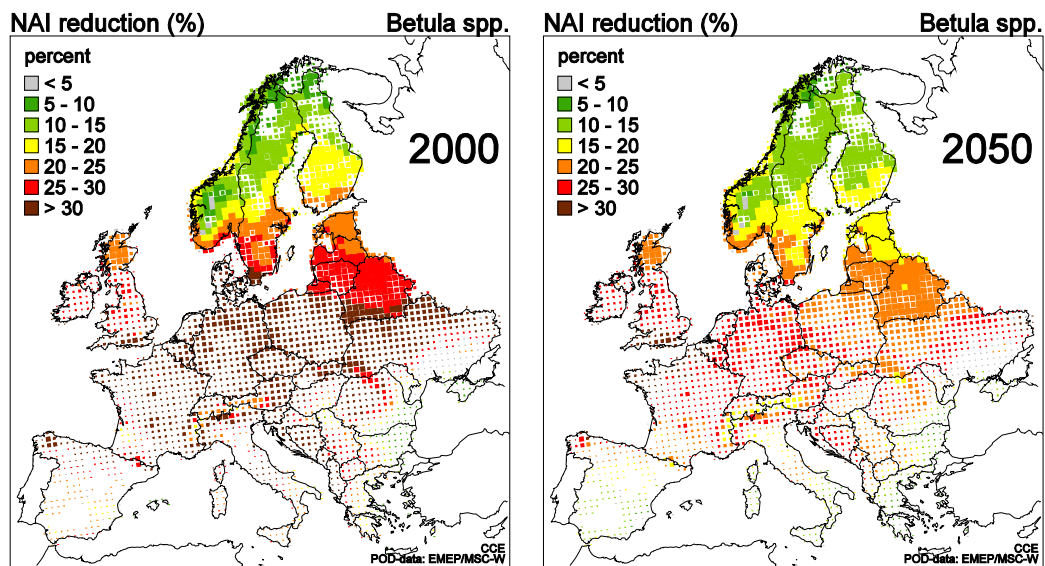 NAI reduction (%) Betula spp.
percent
< 5
5 - 10
10 - 15
15 - 20
20 - 25
25 - 30
> 30
2000
CCE
POD-data: EMEP/MSC-W
NAI reduction (%) Betula spp.
percent
< 5
5 - 10
10 - 15
15 - 20
20 - 25
25 - 30
> 30
2050
CCE
POD-data: EMEP/MSC-W